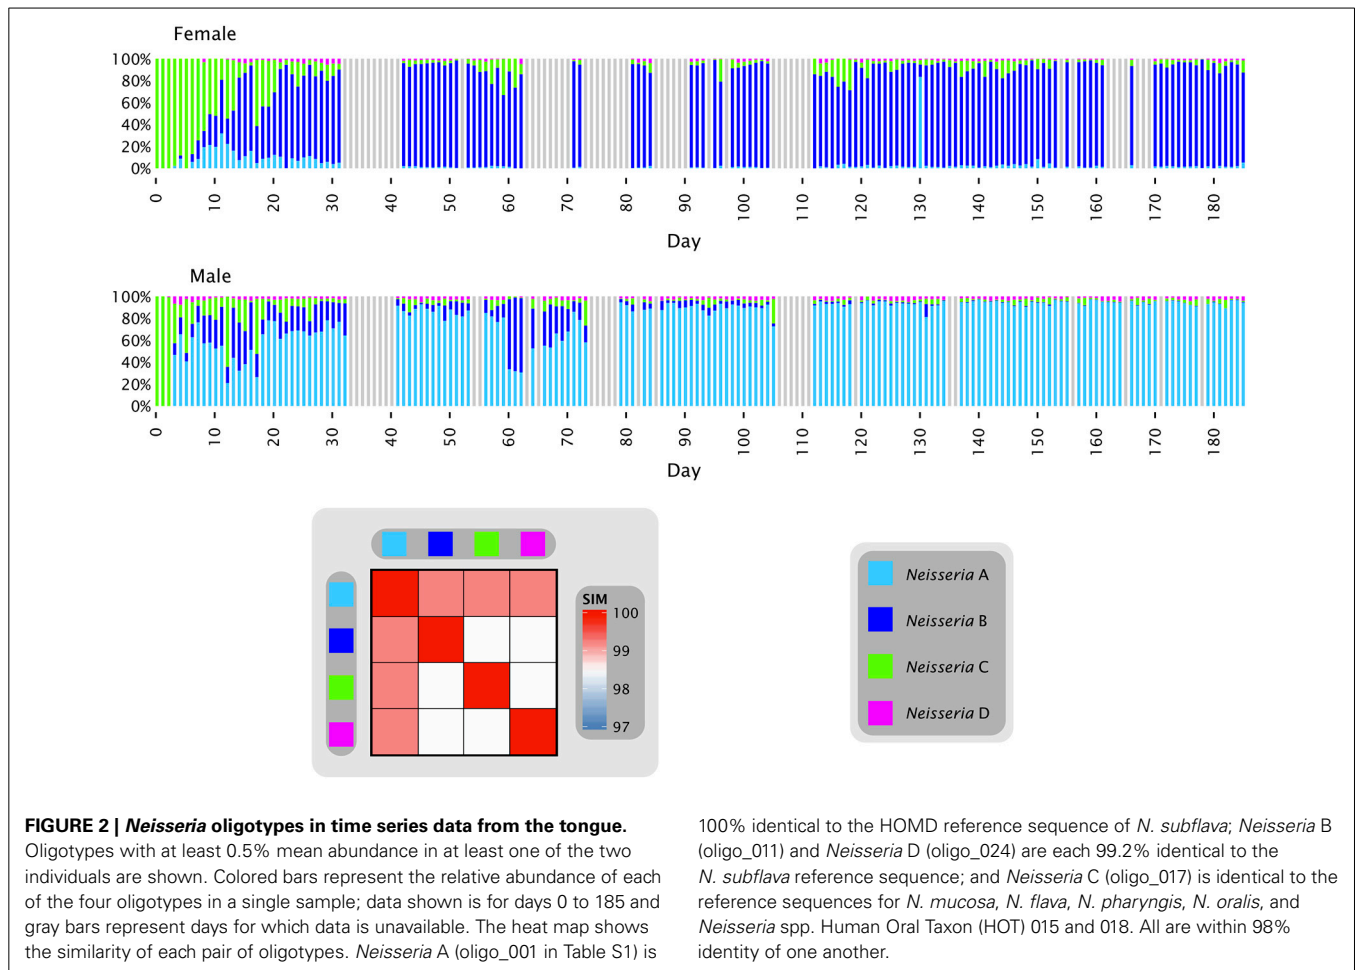 Female
100%
80%
60%
40%
20%
0%
0 10 20 30 40 50 60 70 80 90 100 110 120 130 140 150 160 170 180
Day
Male
100%
80%
60%
40%
20%
0%
0 10 20 30 40 50 60 70 80 90 100 110 120 130 140 150 160 170 180
Day
SIM
100
99
98
97
Neisseria A
Neisseria B
Neisseria C
Neisseria D
FIGURE 2 | Neisseria oligotypes in time series data from the tongue.
Oligotypes with at least 0.5% mean abundance in at least one of the two
individuals are shown. Colored bars represent the relative abundance of each
of the four oligotypes in a single sample; data shown is for days 0 to 185 and
gray bars represent days for which data is unavailable. The heat map shows
the similarity of each pair of oligotypes. Neisseria A (oligo_001 in Table S1) is
100% identical to the HOMD reference sequence of N. subflava; Neisseria B
(oligo_011) and Neisseria D (oligo_024) are each 99.2% identical to the
N. subflava reference sequence; and Neisseria C (oligo_017) is identical to the
reference sequences for N. mucosa, N. flava, N. pharyngis, N. oralis, and
Neisseria spp. Human Oral Taxon (HOT) 015 and 018. All are within 98%
identity of one another.